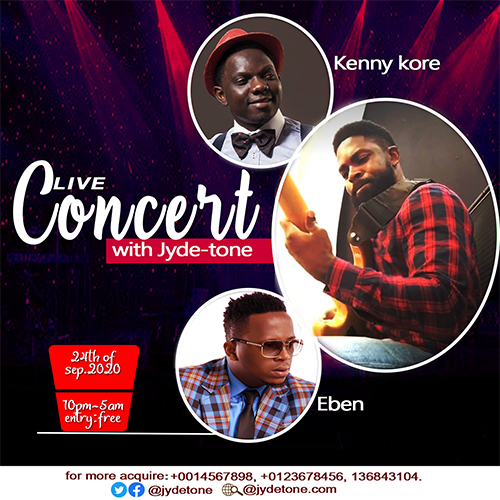 Kenny kore
LIVE
Concert
with Jyde-tone
24th of
sep.2020
10pm-5am
entry:free
Eben
for more acquire:+0014567898, +0123678456, 136843104.
@jydetone @jydetone.com